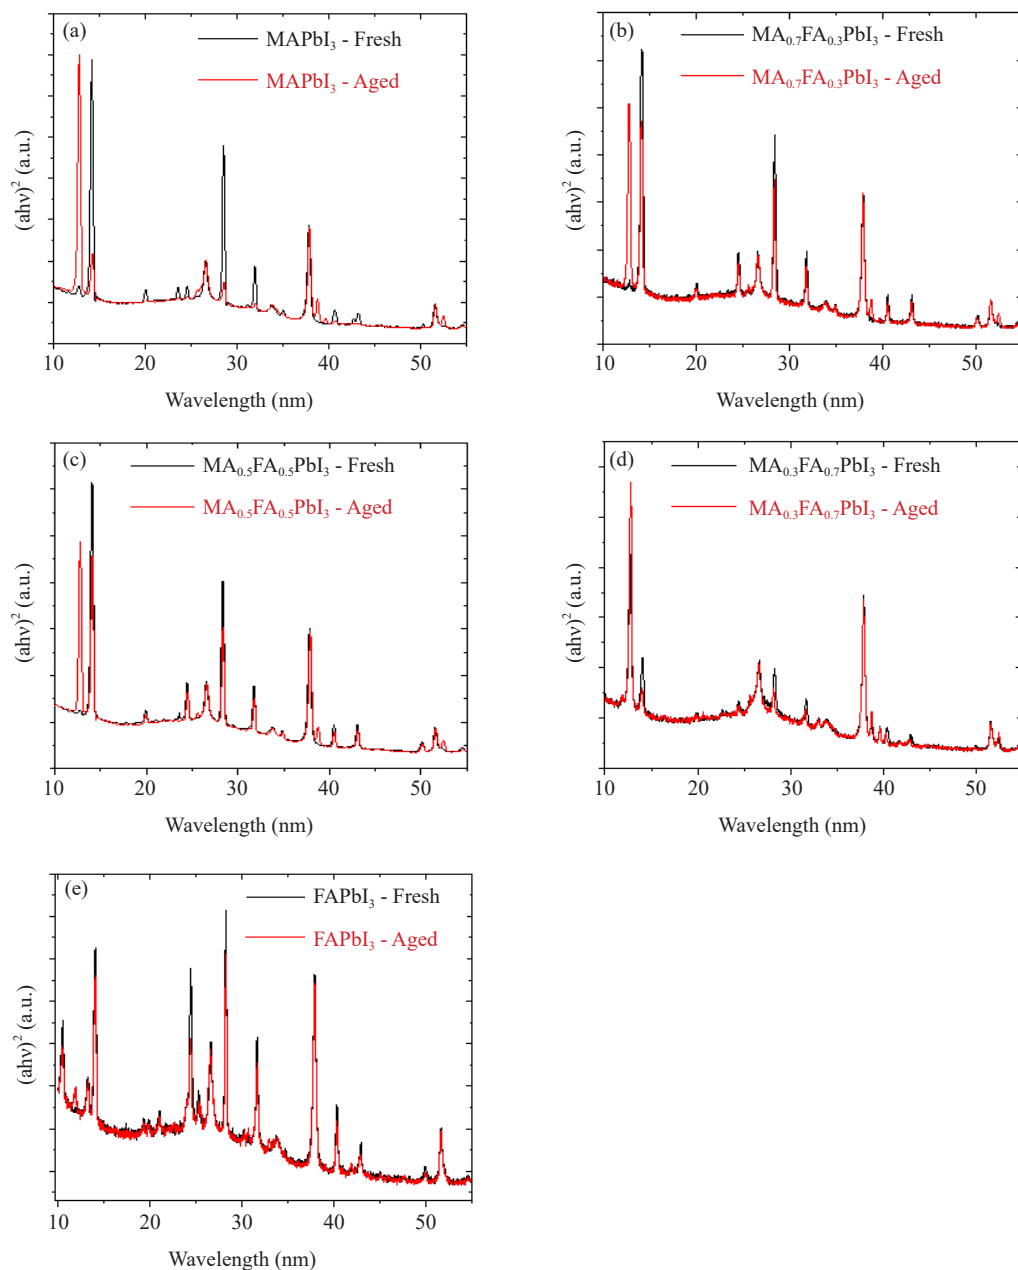 (a)
MAPbI₃ - Fresh
MAPbI₃ - Aged
(ahν)² (a.u.)
10 20 30 40 50
Wavelength (nm)
(b)
MA₀.₇FA₀.₃PbI₃ - Fresh
MA₀.₇FA₀.₃PbI₃ - Aged
(ahν)² (a.u.)
10 20 30 40 50
Wavelength (nm)
(c)
MA₀.₅FA₀.₅PbI₃ - Fresh
MA₀.₅FA₀.₅PbI₃ - Aged
(ahν)² (a.u.)
10 20 30 40 50
Wavelength (nm)
(d)
MA₀.₃FA₀.₇PbI₃ - Fresh
MA₀.₃FA₀.₇PbI₃ - Aged
(ahν)² (a.u.)
10 20 30 40 50
Wavelength (nm)
(e)
FAPbI₃ - Fresh
FAPbI₃ - Aged
(ahν)² (a.u.)
10 20 30 40 50
Wavelength (nm)